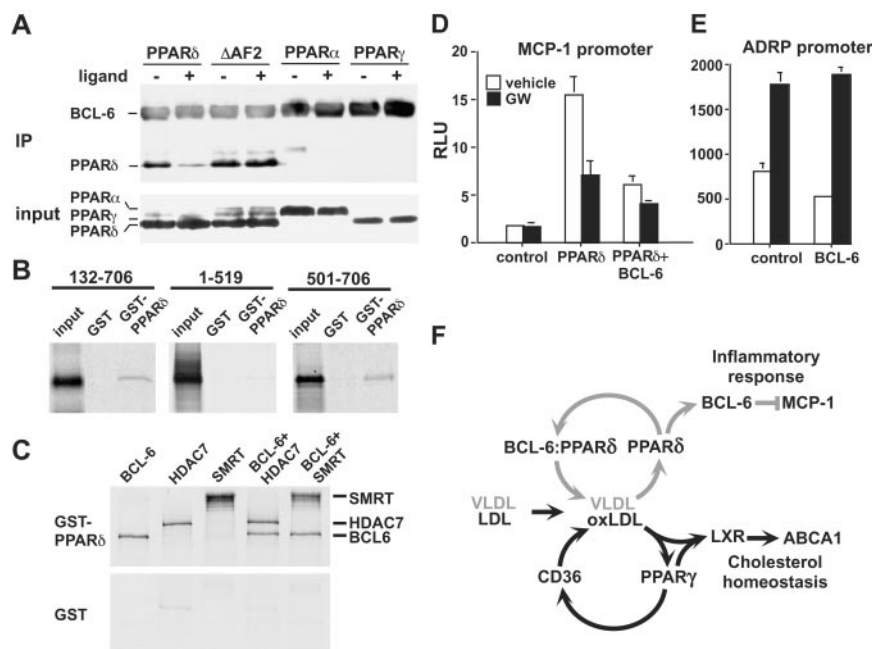 A
PPARδ ΔAF2 PPARα PPARγ
ligand - + - + - + - +
BCL-6
IP
PPARδ
PPARα
input PPARγ
PPARδ
B
132-706 1-519 501-706
input GST GST-PPARδ input GST GST-PPARδ input GST GST-PPARδ
C
BCL-6 HDAC7 SMRT BCL-6+HDAC7 BCL-6+SMRT
SMRT
GST-PPARδ
HDAC7
BCL6
GST
D
MCP-1 promoter
20
15
10
5
0
RLU
vehicle
GW
control PPARδ PPARδ+BCL-6
E
ADRP promoter
2000
1500
1000
500
0
control BCL-6
F
Inflammatory
response
BCL-6 MCP-1
BCL-6:PPARδ PPARδ
VLDL VLDL
LDL oxLDL
LXR ABCA1
CD36 PPARγ Cholesterol
homeostasis